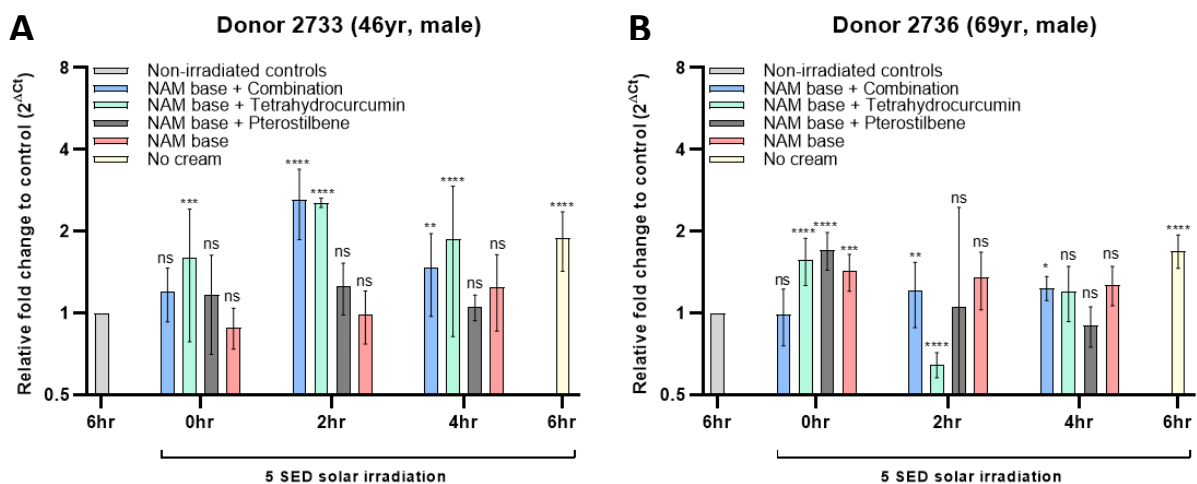 A
Donor 2733 (46yr, male)
Relative fold change to control (2^ΔCt)
8
4
2
1
0.5
Non-irradiated controls
NAM base + Combination
NAM base + Tetrahydrocurcumin
NAM base + Pterostilbene
NAM base
No cream
ns
***
ns
ns
****
****
ns
ns
**
****
ns
ns
****
6hr
0hr
2hr
4hr
6hr
5 SED solar irradiation
B
Donor 2736 (69yr, male)
Relative fold change to control (2^ΔCt)
8
4
2
1
0.5
Non-irradiated controls
NAM base + Combination
NAM base + Tetrahydrocurcumin
NAM base + Pterostilbene
NAM base
No cream
ns
****
****
***
**
****
ns
ns
*
ns
ns
ns
****
6hr
0hr
2hr
4hr
6hr
5 SED solar irradiation